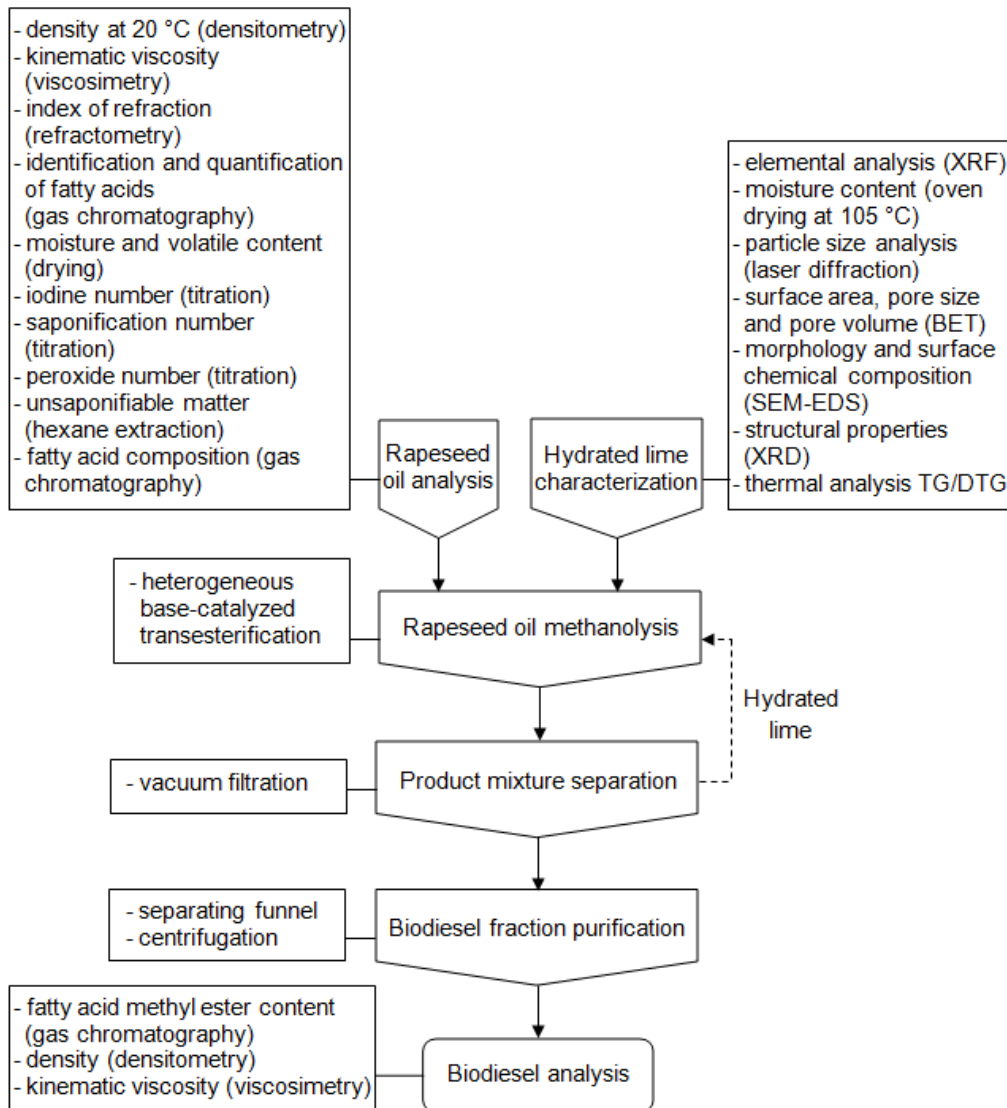 - density at 20 °C (densitometry)
- kinematic viscosity
(viscosimetry)
- index of refraction
(refractometry)
- identification and quantification
of fatty acids
(gas chromatography)
- moisture and volatile content
(drying)
- iodine number (titration)
- saponification number
(titration)
- peroxide number (titration)
- unsaponifiable matter
(hexane extraction)
- fatty acid composition (gas
chromatography)
- elemental analysis (XRF)
- moisture content (oven
drying at 105 °C)
- particle size analysis
(laser diffraction)
- surface area, pore size
and pore volume (BET)
- morphology and surface
chemical composition
(SEM-EDS)
- structural properties
(XRD)
- thermal analysis TG/DTG
Rapeseed
oil analysis
Hydrated lime
characterization
- heterogeneous
base-catalyzed
transesterification
Rapeseed oil methanolysis
Hydrated
lime
- vacuum filtration
Product mixture separation
- separating funnel
- centrifugation
Biodiesel fraction purification
- fatty acid methyl ester content
(gas chromatography)
- density (densitometry)
- kinematic viscosity (viscosimetry)
Biodiesel analysis